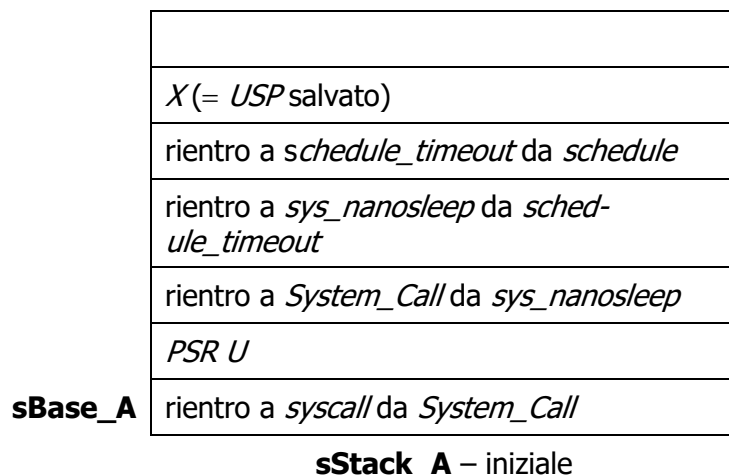 X (= USP salvato)
rientro a schedule_timeout da schedule
rientro a sys_nanosleep da sched-
ule_timeout
rientro a System_Call da sys_nanosleep
PSR U
sBase_A rientro a syscall da System_Call
sStack_A – iniziale